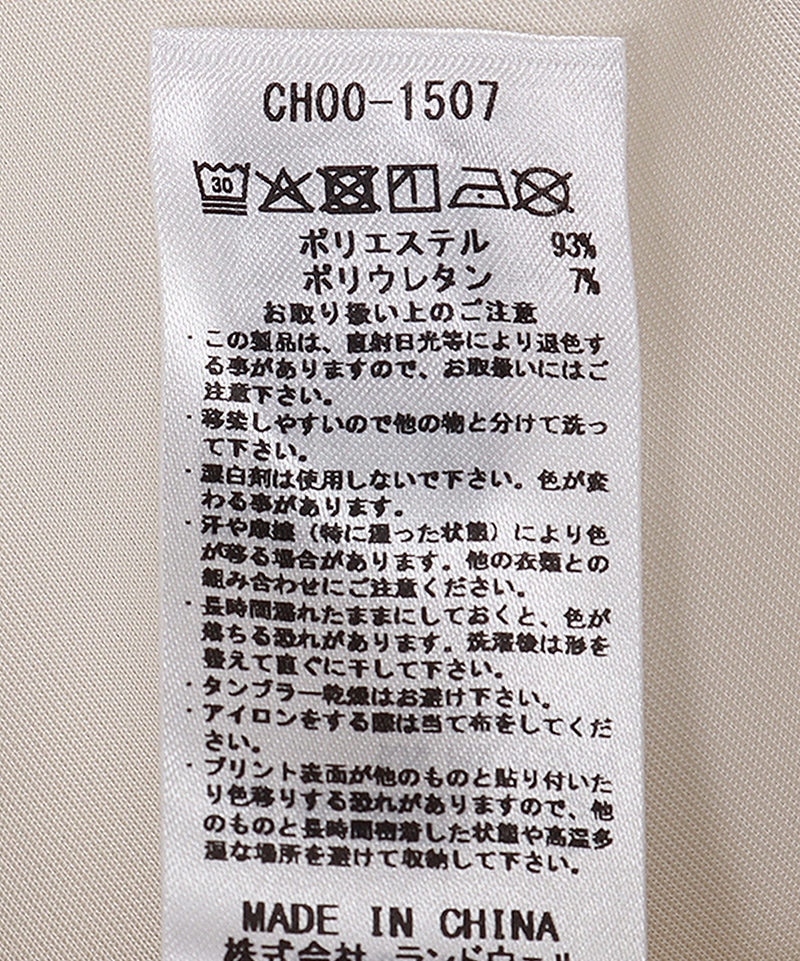 CH00-1507
30
ポリエステル 93%
ポリウレタン 7%
お取り扱い上のご注意
・この製品は、直射日光等により退色す
る事がありますので、お取扱いにはご
注意下さい。
・移染しやすいので他の物と分けて洗っ
て下さい。
・漂白剤は使用しないで下さい。色が変
わる事があります。
・汗や摩擦（特に湿った状態）により色
が移る場合があります。他の衣類との
組み合わせにご注意ください。
・長時間濡れたままにしておくと、色が
落ちる恐れがあります。洗濯後は形を
整えて直ぐに干して下さい。
・タンブラー乾燥はお避け下さい。
・アイロンをする際は当て布をしてくだ
さい。
・プリント表面が他のものと貼り付いた
り色移りする恐れがありますので、他
のものと長時間密着した状態や高温多
湿な場所を避けて収納して下さい。
MADE IN CHINA
株式会社 ランドウェル